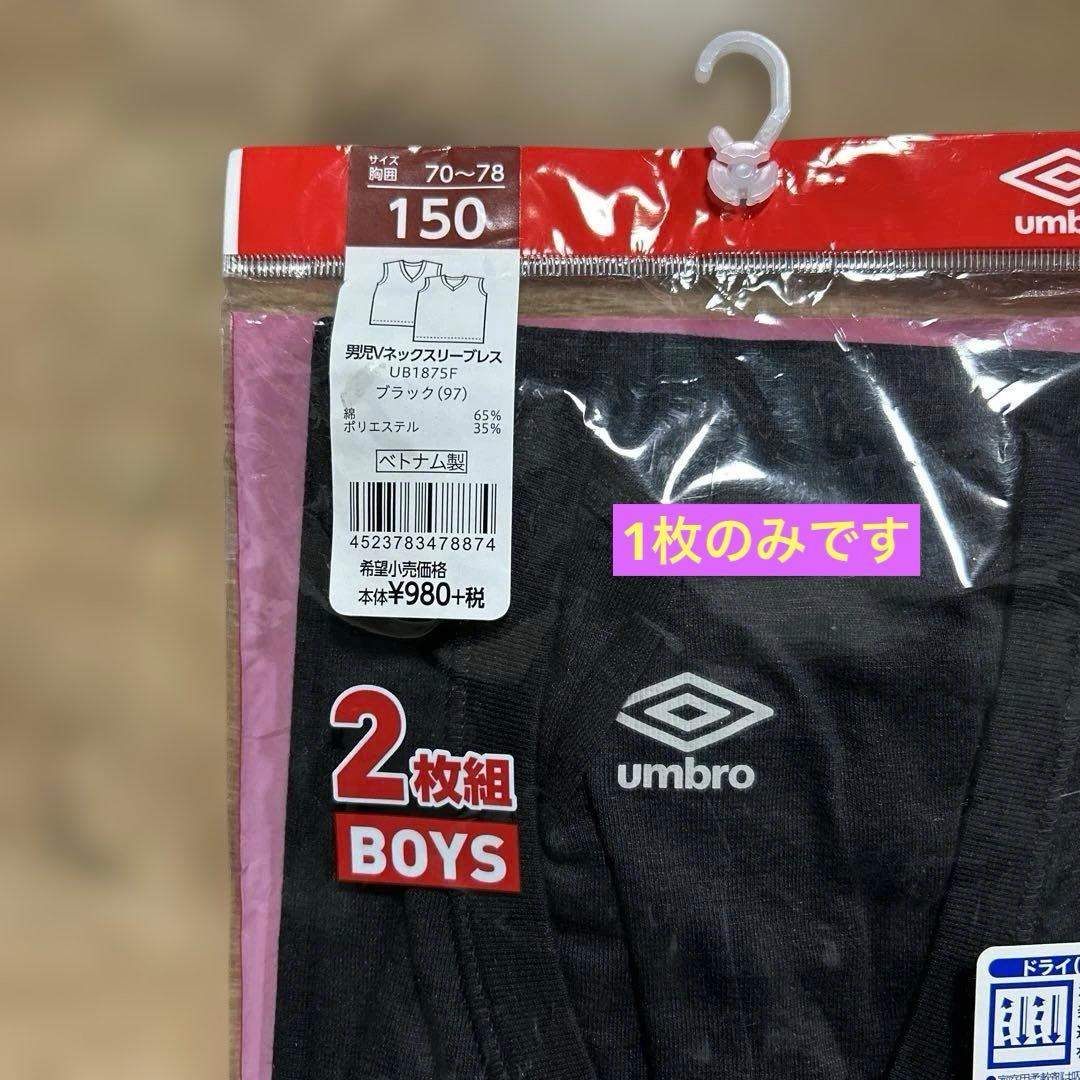 サイズ
胸囲 70〜78
150
umb
男児Vネックスリーブレス
UB1875F
ブラック(97)
綿 65%
ポリエステル 35%
ベトナム製
4523783478874
希望小売価格
本体¥980+税
1枚のみです
umbro
2枚組
BOYS
ドライ(